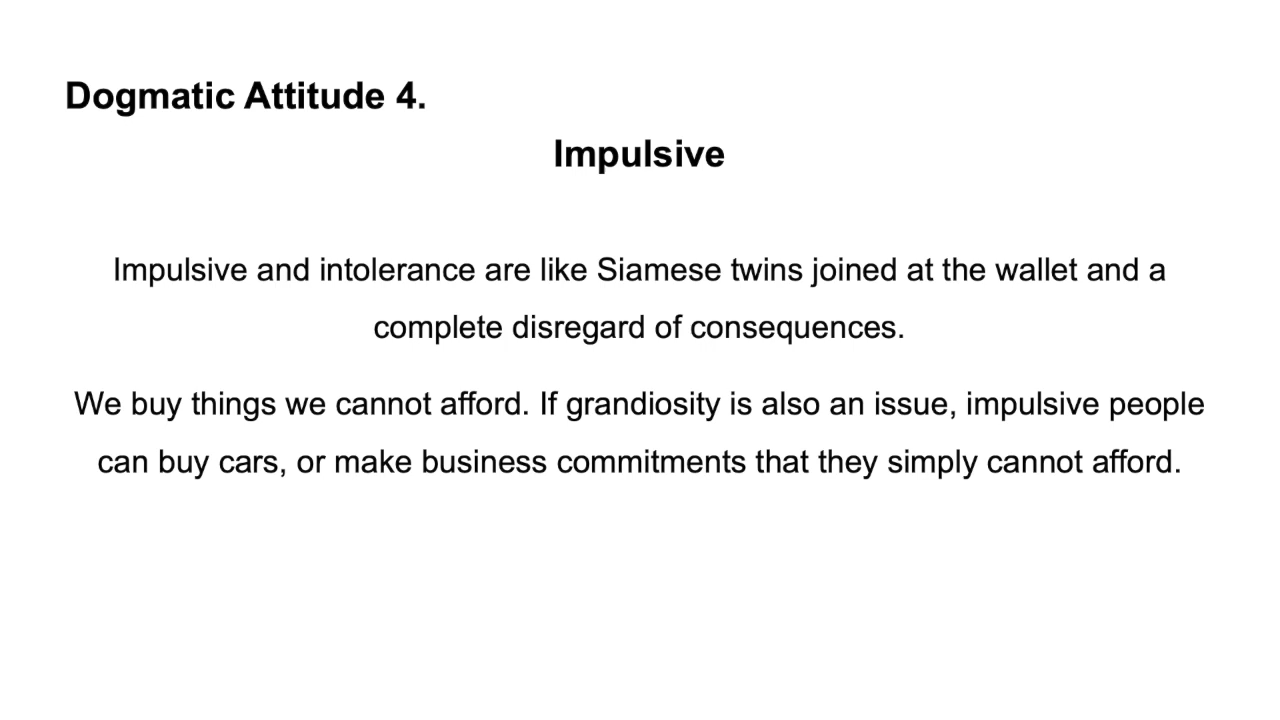 Dogmatic Attitude 4.
Impulsive
Impulsive and intolerance are like Siamese twins joined at the wallet and a
complete disregard of consequences.
We buy things we cannot afford. If grandiosity is also an issue, impulsive people
can buy cars, or make business commitments that they simply cannot afford.